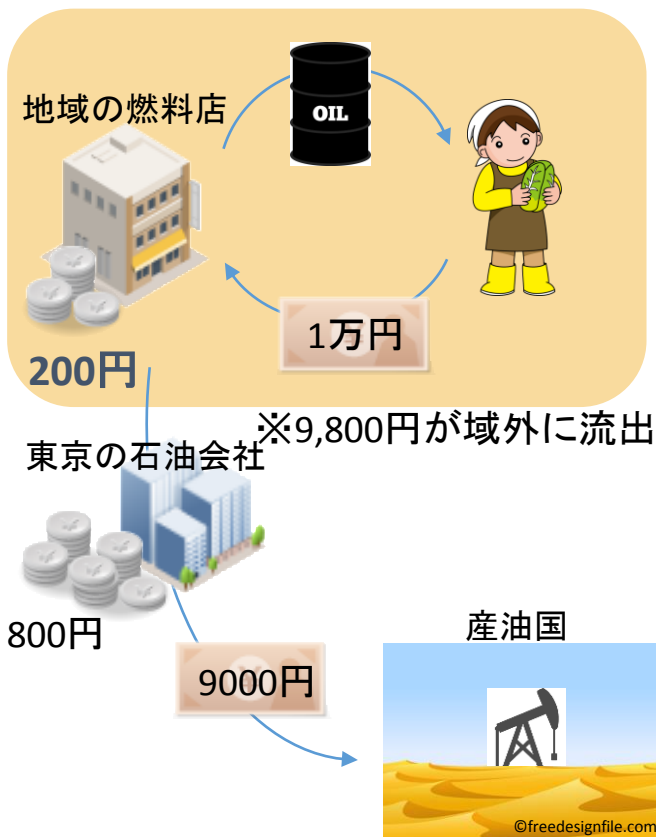 地域の燃料店
OIL
1万円
200円
※9,800円が域外に流出
東京の石油会社
800円
9000円
産油国
©freedesignfile.com